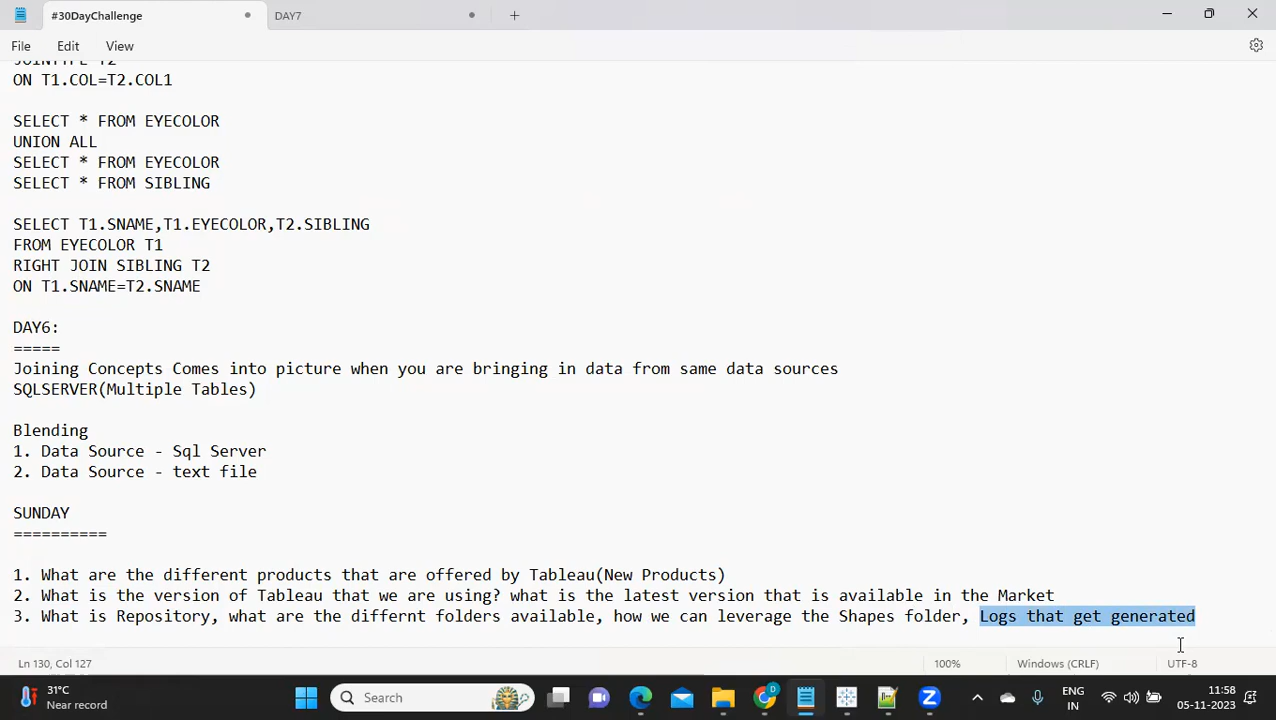 #30DayChallenge
DAY7
File Edit View
JOINTYPE T2
ON T1.COL=T2.COL1
SELECT * FROM EYECOLOR
UNION ALL
SELECT * FROM EYECOLOR
SELECT * FROM SIBLING
SELECT T1.SNAME,T1.EYECOLOR,T2.SIBLING
FROM EYECOLOR T1
RIGHT JOIN SIBLING T2
ON T1.SNAME=T2.SNAME
DAY6:
=====
Joining Concepts Comes into picture when you are bringing in data from same data sources
SQLSERVER(Multiple Tables)
Blending
1. Data Source - Sql Server
2. Data Source - text file
SUNDAY
==========
1. What are the different products that are offered by Tableau(New Products)
2. What is the version of Tableau that we are using? what is the latest version that is available in the Market
3. What is Repository, what are the differnt folders available, how we can leverage the Shapes folder, Logs that get generated
Ln 130, Col 127 100% Windows (CRLF) UTF-8
31°C
Near record
Search
ENG
IN
11:58
05-11-2023